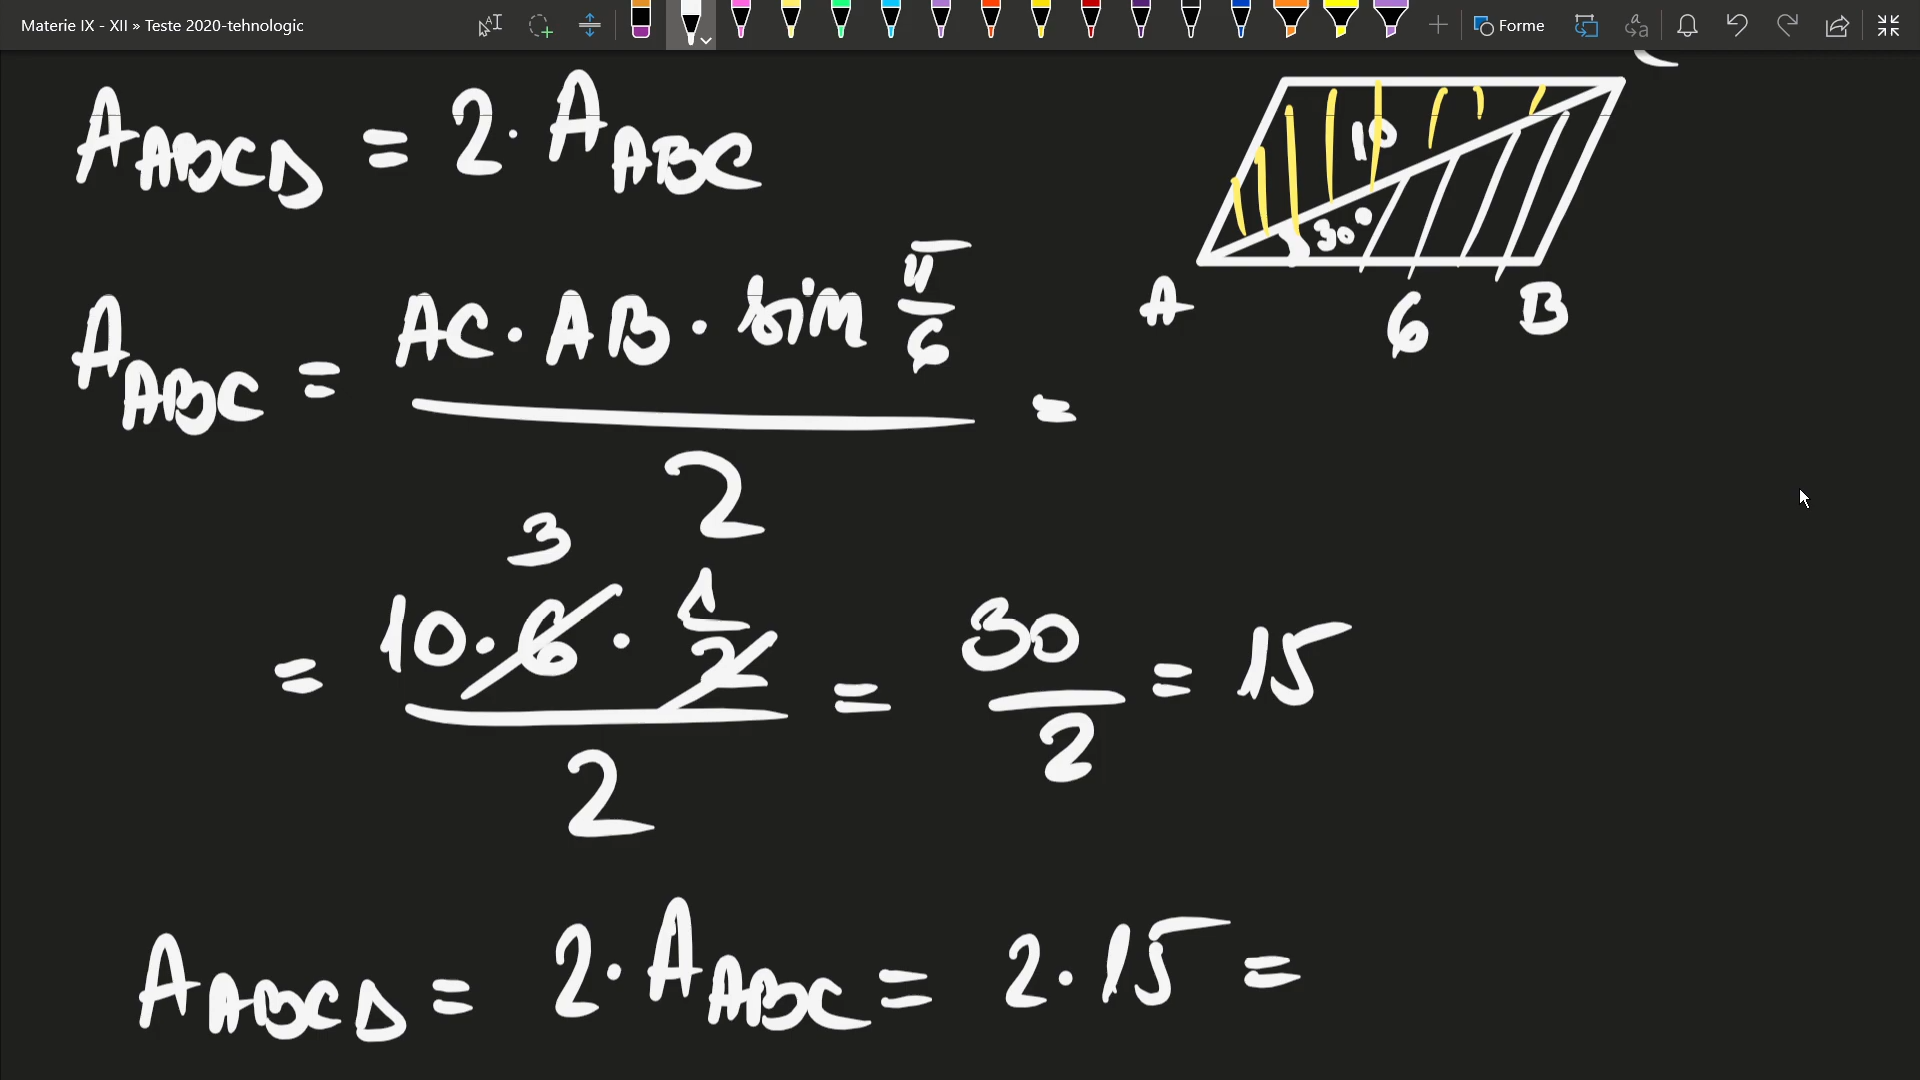 Materie IX - XII » Teste 2020-tehnologic
Forme
A_ABCD = 2 · A_ABC
C
10
30°
A
6
B
A_ABC = AC · AB · sin π/6 / 2 =
3
= 10 · 6 · 1/2 / 2 = 30/2 = 15
A_ABCD = 2 · A_ABC = 2 · 15 =